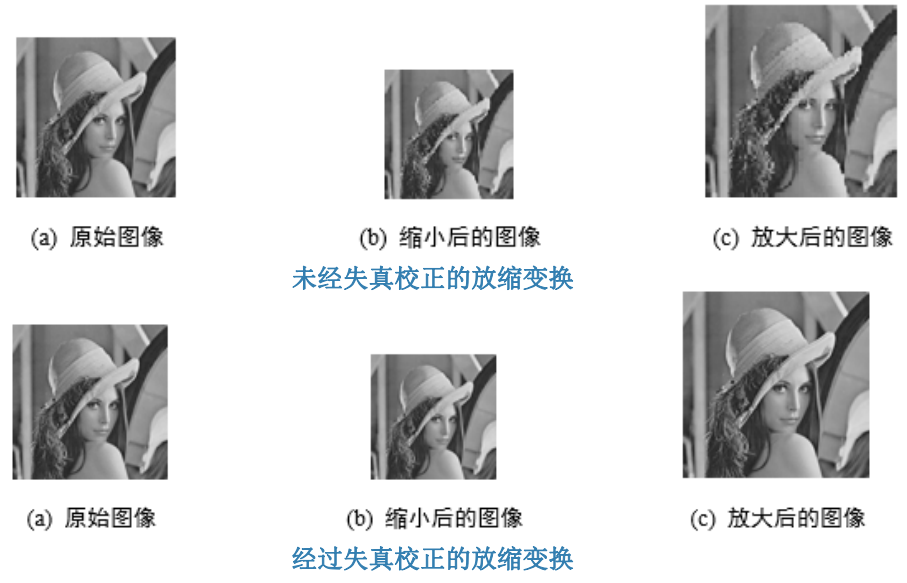 (a) 原始图像 (b) 缩小后的图像 (c) 放大后的图像
未经失真校正的放缩变换
(a) 原始图像 (b) 缩小后的图像 (c) 放大后的图像
经过失真校正的放缩变换